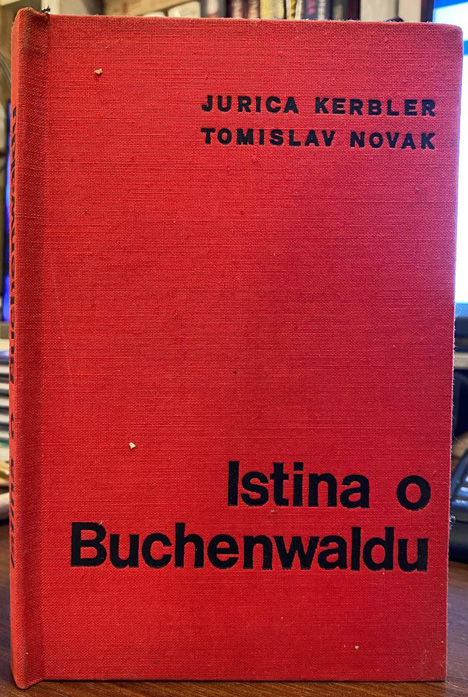 JURICA KERBLER
TOMISLAV NOVAK
Istina o
Buchenwaldu